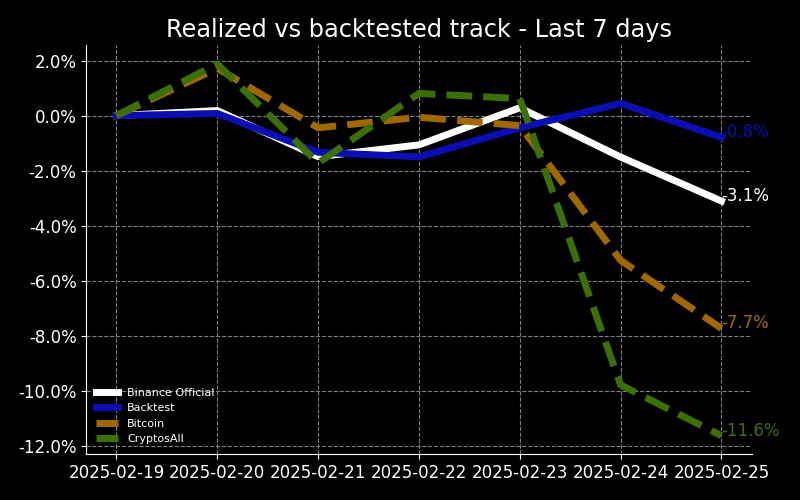 Realized vs backtested track - Last 7 days
2.0%
0.0%
-2.0%
-4.0%
-6.0%
-8.0%
-10.0%
-12.0%
-0.8%
-3.1%
-7.7%
-11.6%
Binance Official
Backtest
Bitcoin
CryptosAll
2025-02-19 2025-02-20 2025-02-21 2025-02-22 2025-02-23 2025-02-24 2025-02-25